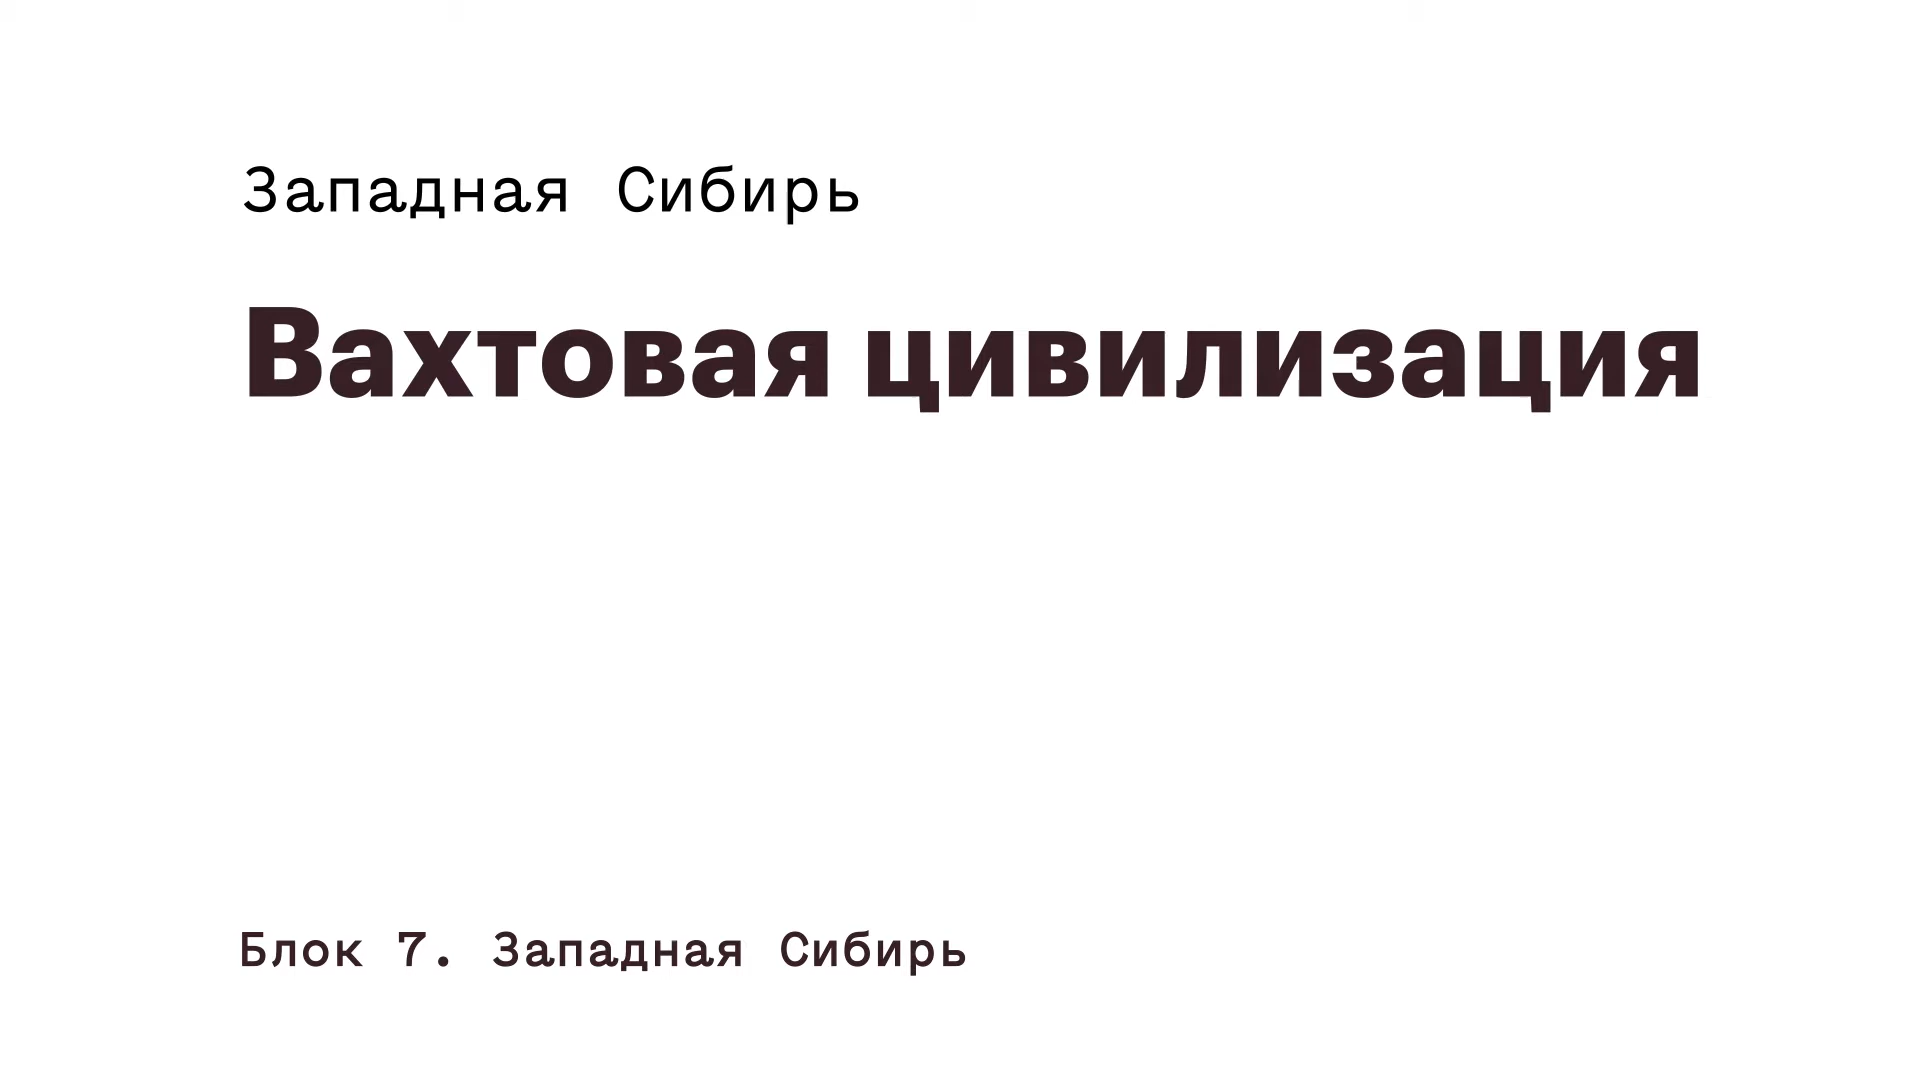 Западная Сибирь
Вахтовая цивилизация
Блок 7. Западная Сибирь